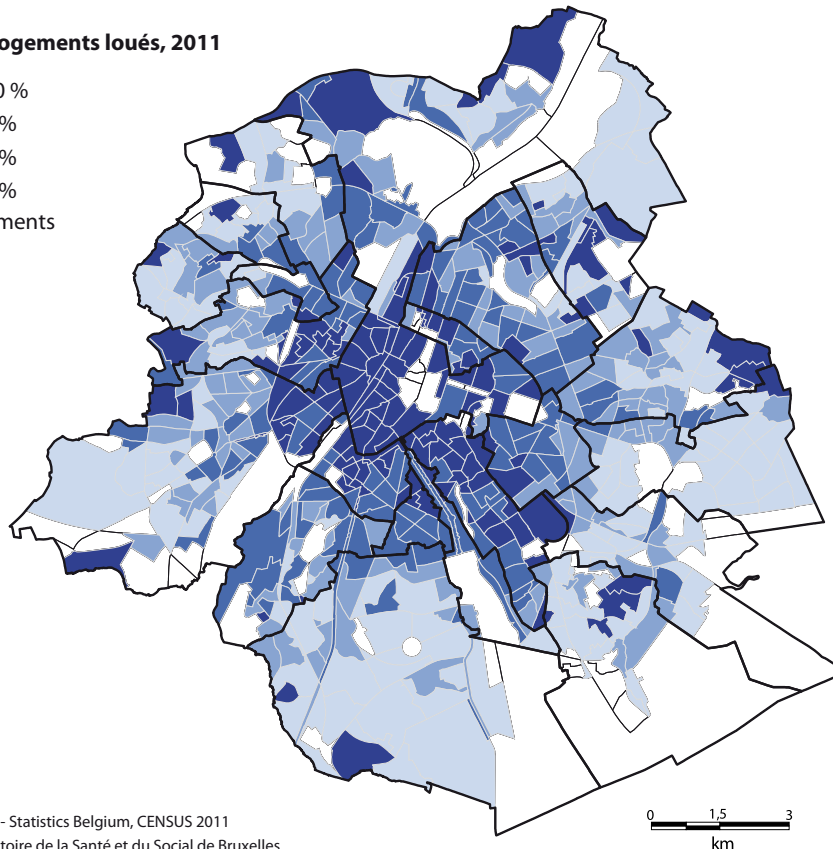 ogements loués, 2011
0 %
%
%
%
ments
- Statistics Belgium, CENSUS 2011
toire de la Santé et du Social de Bruxelles
0 1,5 3
km